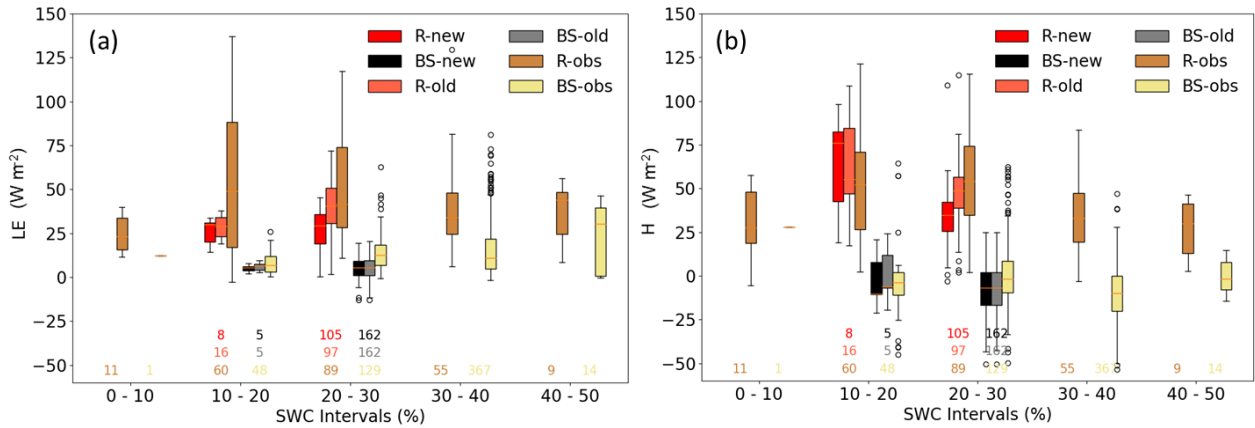 (a)
R-new
BS-new
R-old
BS-old
R-obs
BS-obs
150
125
100
75
50
25
0
−25
−50
LE
(W m-2)
8 5 105 162
16 5 97 162
11 1 60 48 89 129 55 367 9 14
0 - 10 10 - 20 20 - 30 30 - 40 40 - 50
SWC Intervals (%)
(b)
R-new
BS-new
R-old
BS-old
R-obs
BS-obs
150
125
100
75
50
25
0
−25
−50
H
(W m-2)
8 5 105 162
16 5 97 162
11 1 60 48 89 129 55 367 9 14
0 - 10 10 - 20 20 - 30 30 - 40 40 - 50
SWC Intervals (%)